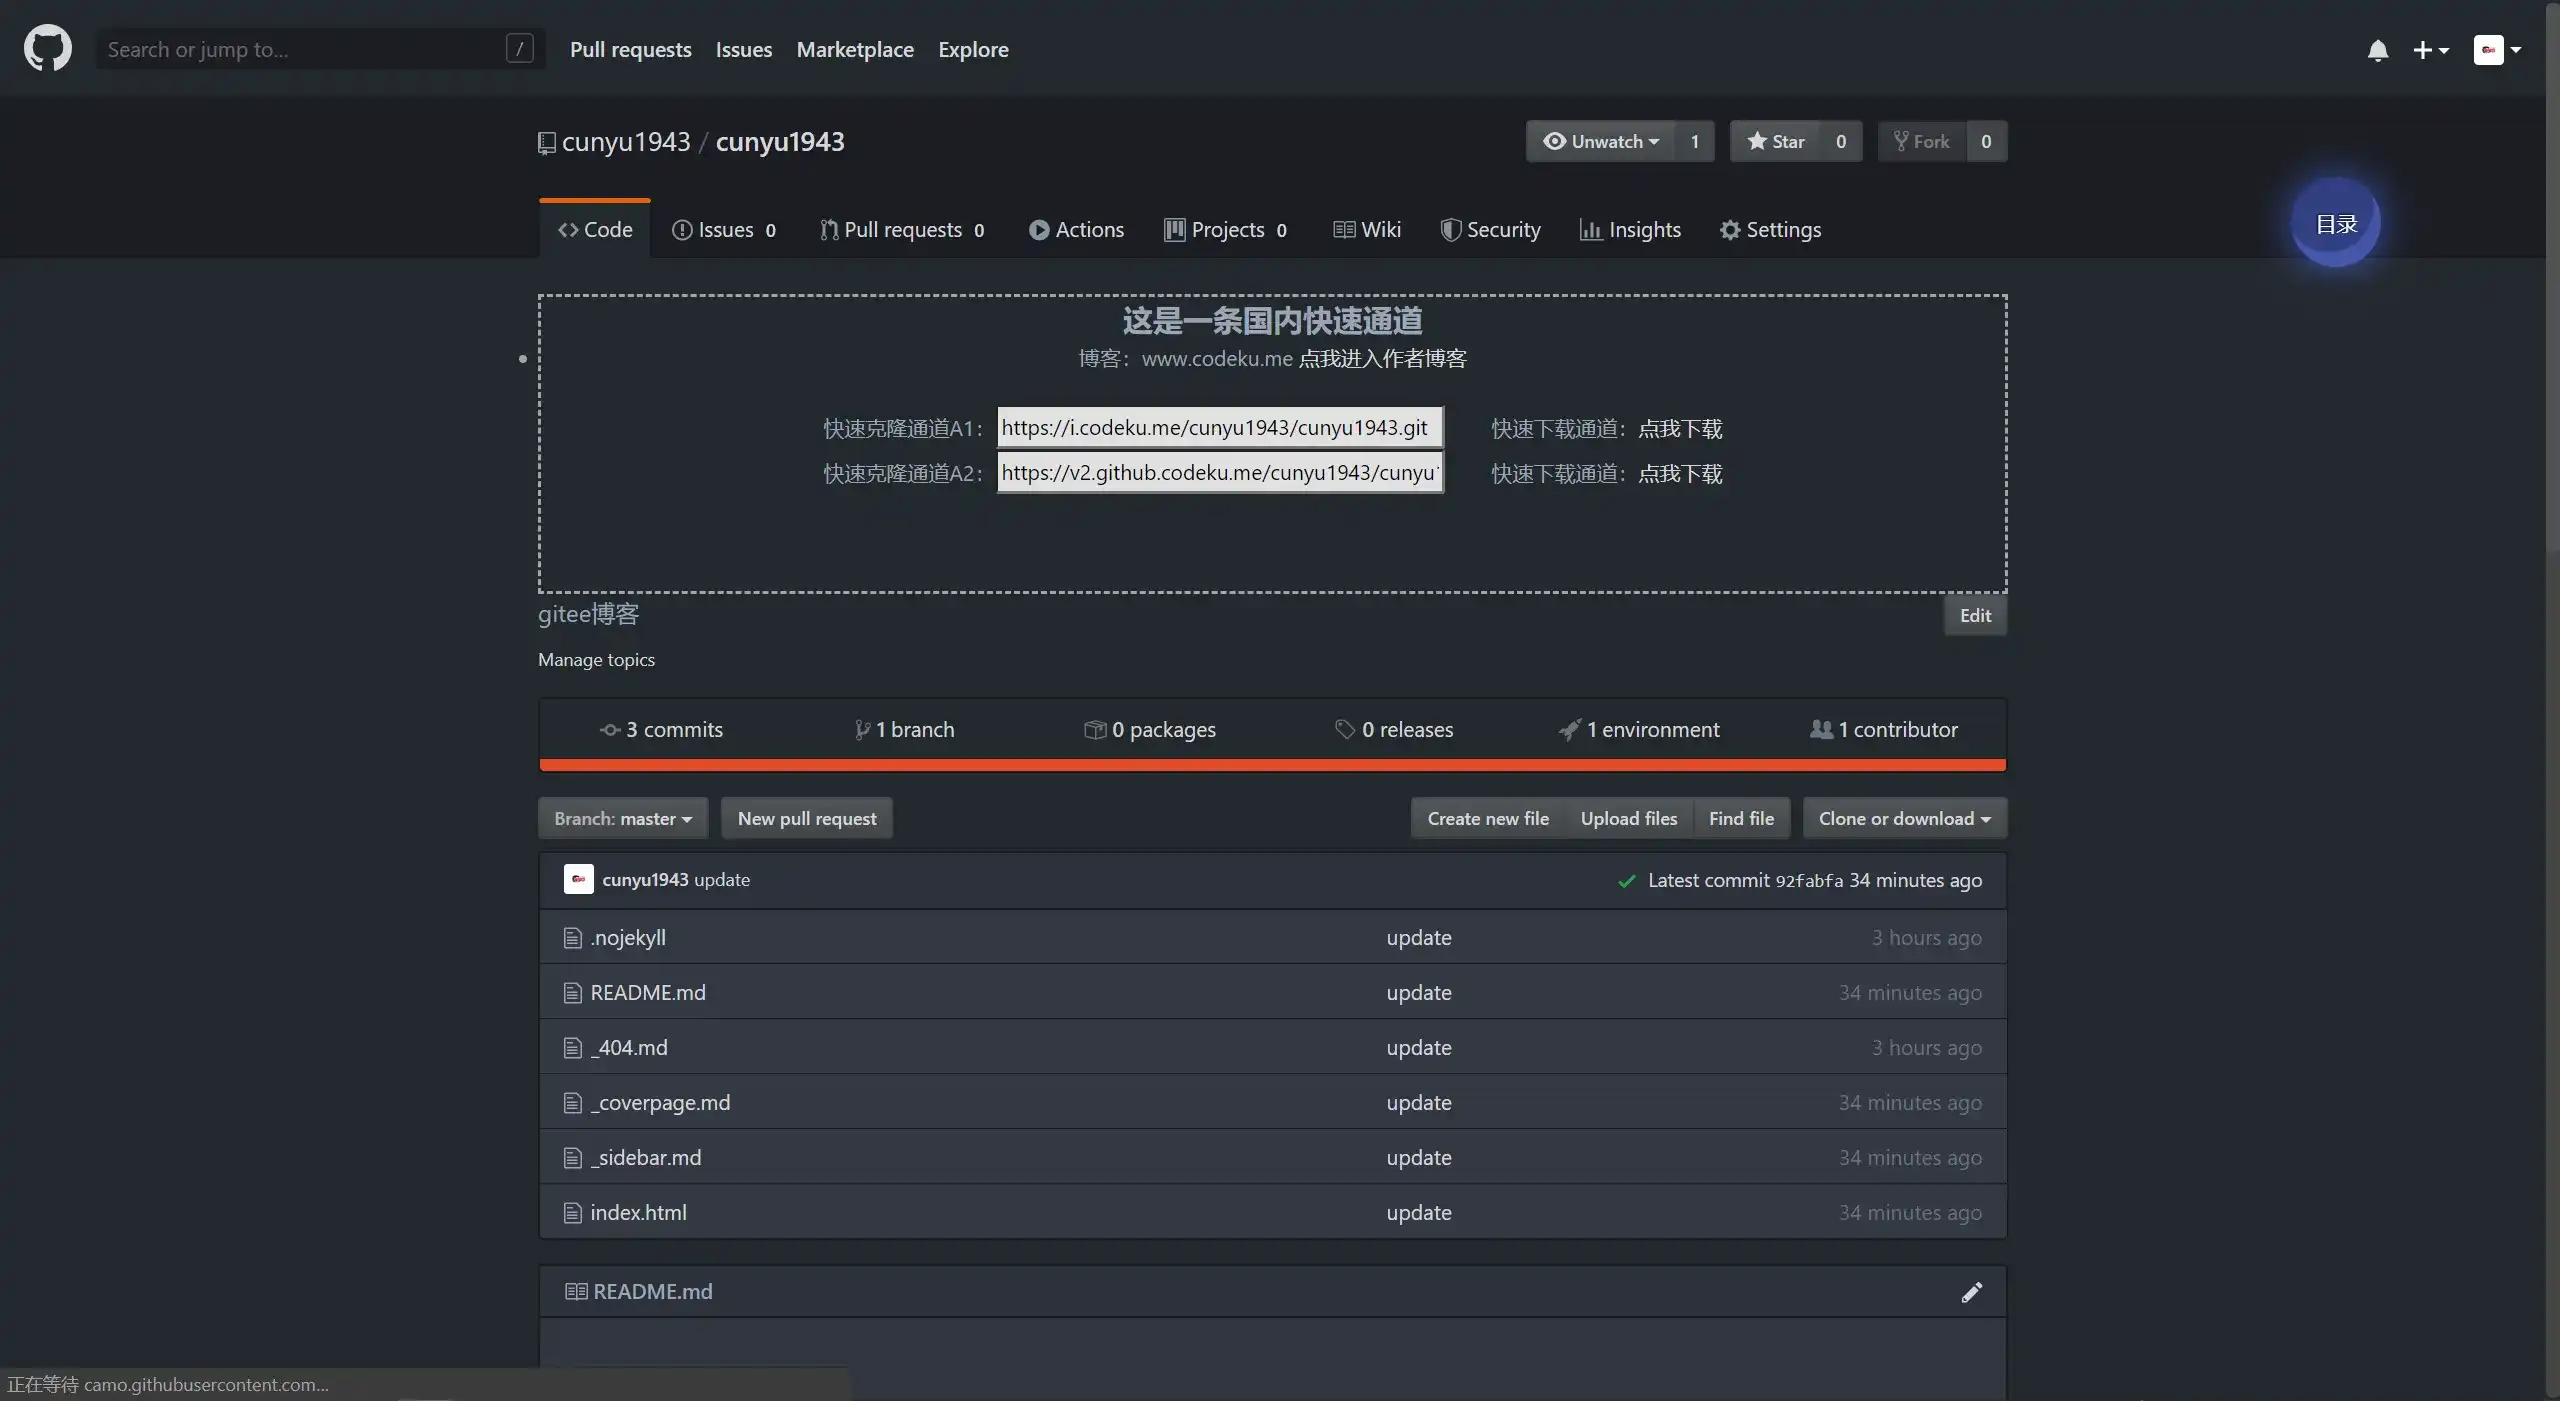 Search or jump to... / Pull requests Issues Marketplace Explore
cunyu1943 / cunyu1943 Unwatch 1 Star 0 Fork 0
Code Issues 0 Pull requests 0 Actions Projects 0 Wiki Security Insights Settings
目录
这是一条国内快速通道
博客：www.codeku.me 点我进入作者博客
快速克隆通道A1： https://i.codeku.me/cunyu1943/cunyu1943.git 快速下载通道：点我下载
快速克隆通道A2： https://v2.github.codeku.me/cunyu1943/cunyu 快速下载通道：点我下载
gitee博客 Edit
Manage topics
3 commits 1 branch 0 packages 0 releases 1 environment 1 contributor
Branch: master New pull request Create new file Upload files Find file Clone or download
cunyu1943 update Latest commit 92fabfa 34 minutes ago
.nojekyll update 3 hours ago
README.md update 34 minutes ago
_404.md update 3 hours ago
_coverpage.md update 34 minutes ago
_sidebar.md update 34 minutes ago
index.html update 34 minutes ago
README.md
正在等待 camo.githubusercontent.com...